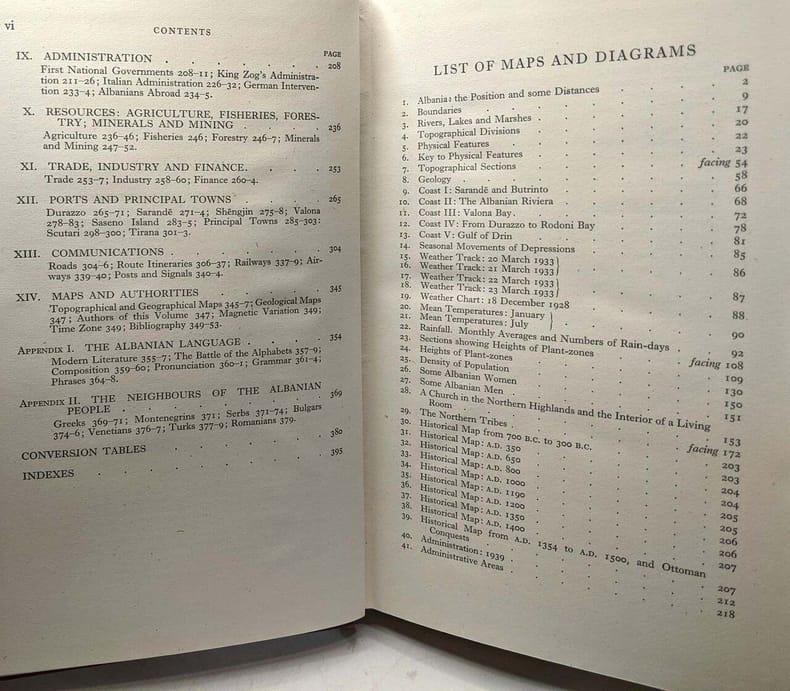 vi
CONTENTS
PAGE
IX. ADMINISTRATION . . . . . . 208
First National Governments 208-11; King Zog's Administra-
tion 211-26; Italian Administration 226-32; German Interven-
tion 233-4; Albanians Abroad 234-5.
X. RESOURCES: AGRICULTURE, FISHERIES, FORES-
TRY; MINERALS AND MINING . . . . 236
Agriculture 236-46; Fisheries 246; Forestry 246-7; Minerals
and Mining 247-52.
XI. TRADE, INDUSTRY AND FINANCE . . . . 253
Trade 253-7; Industry 258-60; Finance 260-4.
XII. PORTS AND PRINCIPAL TOWNS . . . . 265
Durazzo 265-71; Sarandë 271-4; Shëngjin 275-8; Valona
278-83; Saseno Island 283-5; Principal Towns 285-303:
Scutari 298-300; Tirana 301-3.
XIII. COMMUNICATIONS . . . . . . 304
Roads 304-6; Route Itineraries 306-37; Railways 337-9; Air-
ways 339-40; Posts and Signals 340-4.
XIV. MAPS AND AUTHORITIES . . . . . 345
Topographical and Geographical Maps 345-7; Geological Maps
347; Authors of this Volume 347; Magnetic Variation 349;
Time Zone 349; Bibliography 349-53.
APPENDIX I. THE ALBANIAN LANGUAGE . . . . 354
Modern Literature 355-7; The Battle of the Alphabets 357-9;
Composition 359-60; Pronunciation 360-1; Grammar 361-4;
Phrases 364-8.
APPENDIX II. THE NEIGHBOURS OF THE ALBANIAN
PEOPLE . . . . . . . 369
Greeks 369-71; Montenegrins 371; Serbs 371-74; Bulgars
374-6; Venetians 376-7; Turks 377-9; Romanians 379.
CONVERSION TABLES . . . . . . 380
INDEXES . . . . . . . . 395
LIST OF MAPS AND DIAGRAMS
PAGE
1. Albania: the Position and some Distances . . . . 2
2. Boundaries . . . . . . . 9
3. Rivers, Lakes and Marshes . . . . . 17
4. Topographical Divisions . . . . . 20
5. Physical Features . . . . . . 22
6. Key to Physical Features . . . . . 23
7. Topographical Sections . . . . facing 54
8. Geology . . . . . . . 58
9. Coast I: Sarandë and Butrinto . . . . 66
10. Coast II: The Albanian Riviera . . . . 68
11. Coast III: Valona Bay . . . . . 72
12. Coast IV: From Durazzo to Rodoni Bay . . . 78
13. Coast V: Gulf of Drin . . . . . 81
14. Seasonal Movements of Depressions . . . . 85
15. Weather Track: 20 March 1933
16. Weather Track: 21 March 1933
17. Weather Track: 22 March 1933 . . . . 86
18. Weather Track: 23 March 1933
19. Weather Chart: 18 December 1928 . . . . 87
20. Mean Temperatures: January
21. Mean Temperatures: July . . . . . 88
22. Rainfall. Monthly Averages and Numbers of Rain-days . 90
23. Sections showing Heights of Plant-zones . . . 92
24. Heights of Plant-zones . . . . facing 108
25. Density of Population . . . . . 109
26. Some Albanian Women . . . . . 130
27. Some Albanian Men . . . . . 150
28. A Church in the Northern Highlands and the Interior of a Living
Room . . . . . . . 151
29. The Northern Tribes . . . . . 153
30. Historical Map from 700 B.C. to 300 B.C. . . facing 172
31. Historical Map: A.D. 350 . . . . . 203
32. Historical Map: A.D. 650 . . . . . 203
33. Historical Map: A.D. 800 . . . . . 204
34. Historical Map: A.D. 1000 . . . . . 204
35. Historical Map: A.D. 1190 . . . . . 205
36. Historical Map: A.D. 1200 . . . . . 205
37. Historical Map: A.D. 1350 . . . . . 206
38. Historical Map: A.D. 1400 . . . . . 206
39. Historical Map from A.D. 1354 to A.D. 1500, and Ottoman 207
Conquests . . . . . . 207
40. Administration: 1939 . . . . . 212
41. Administrative Areas . . . . . 218